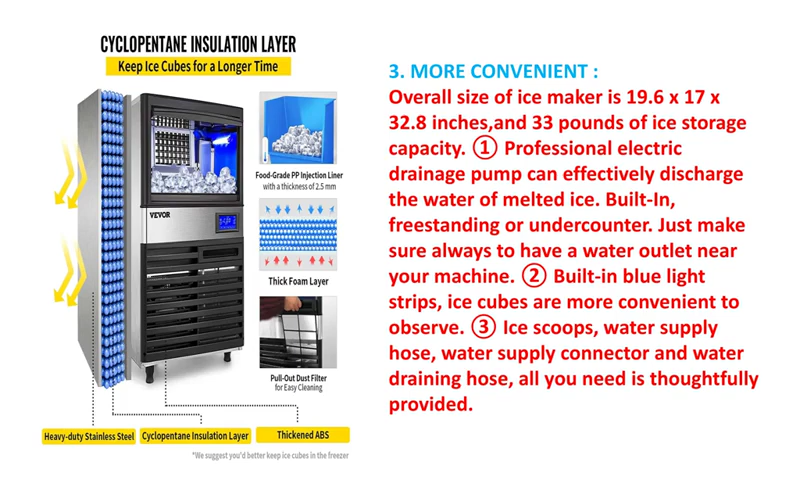 CYCLOPENTANE INSULATION LAYER
Keep Ice Cubes for a Longer Time
VEVOR
Food-Grade PP Injection Liner
with a thickness of 2.5 mm
Thick Foam Layer
Pull-Out Dust Filter
for Easy Cleaning
Heavy-duty Stainless Steel
Cyclopentane Insulation Layer
Thickened ABS
*We suggest you'd better keep ice cubes in the freezer
3. MORE CONVENIENT :
Overall size of ice maker is 19.6 x 17 x
32.8 inches,and 33 pounds of ice storage
capacity. ① Professional electric
drainage pump can effectively discharge
the water of melted ice. Built-In,
freestanding or undercounter. Just make
sure always to have a water outlet near
your machine. ② Built-in blue light
strips, ice cubes are more convenient to
observe. ③ Ice scoops, water supply
hose, water supply connector and water
draining hose, all you need is thoughtfully
provided.